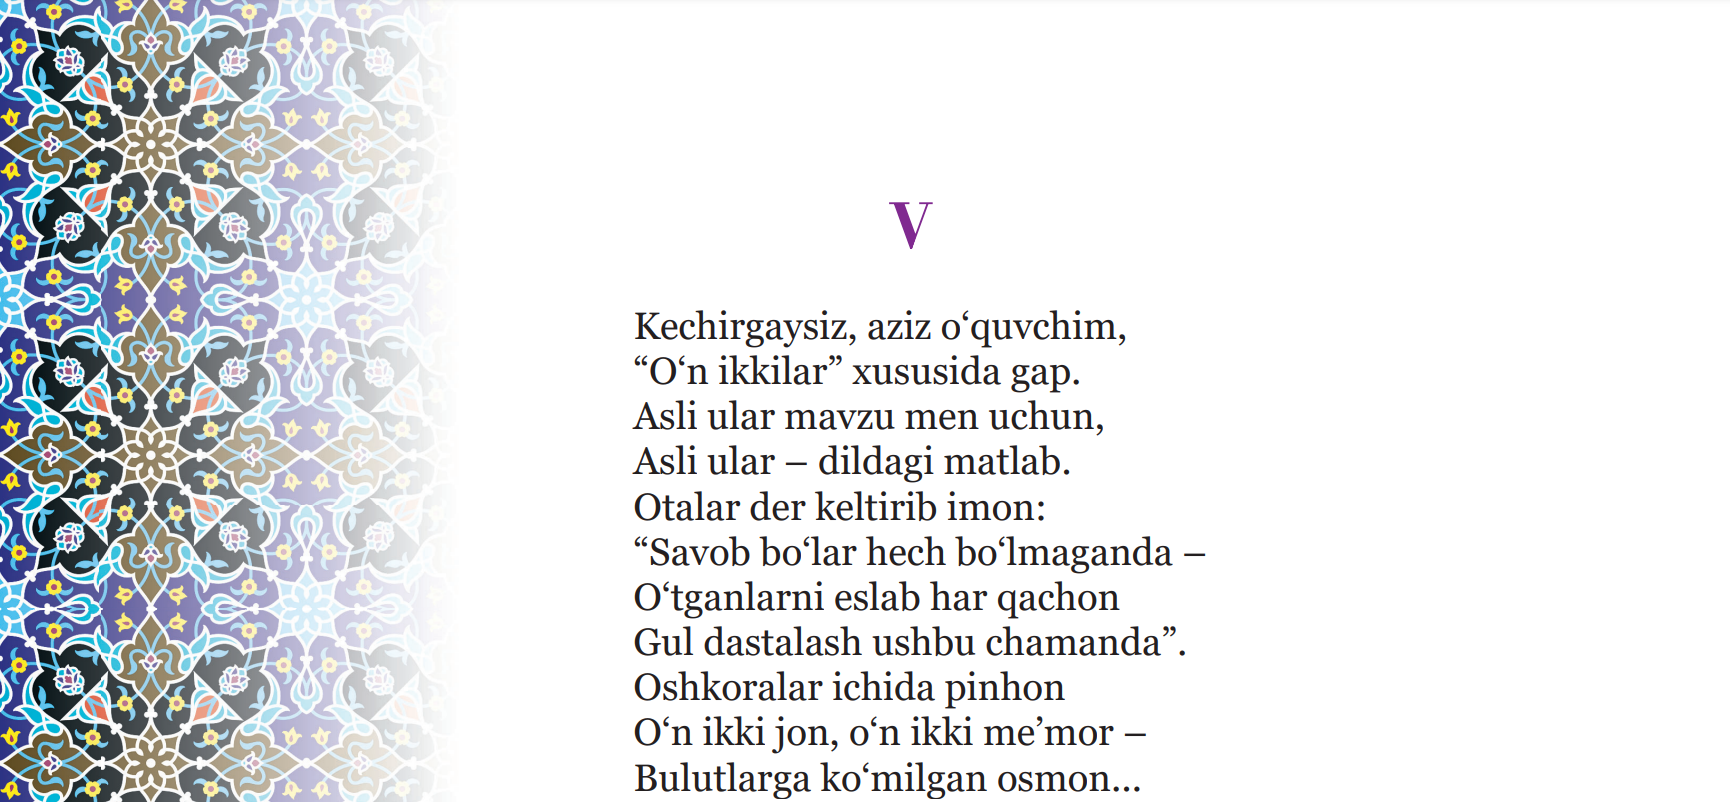 V
Kechirgaysiz, aziz o‘quvchim,
“O‘n ikkilar” xususida gap.
Asli ular mavzu men uchun,
Asli ular – dildagi matlab.
Otalar der keltirib imon:
“Savob bo‘lar hech bo‘lmaganda –
O‘tganlarni eslab har qachon
Gul dastalash ushbu chamanda”.
Oshkoralar ichida pinhon
O‘n ikki jon, o‘n ikki me’mor –
Bulutlarga ko‘milgan osmon...